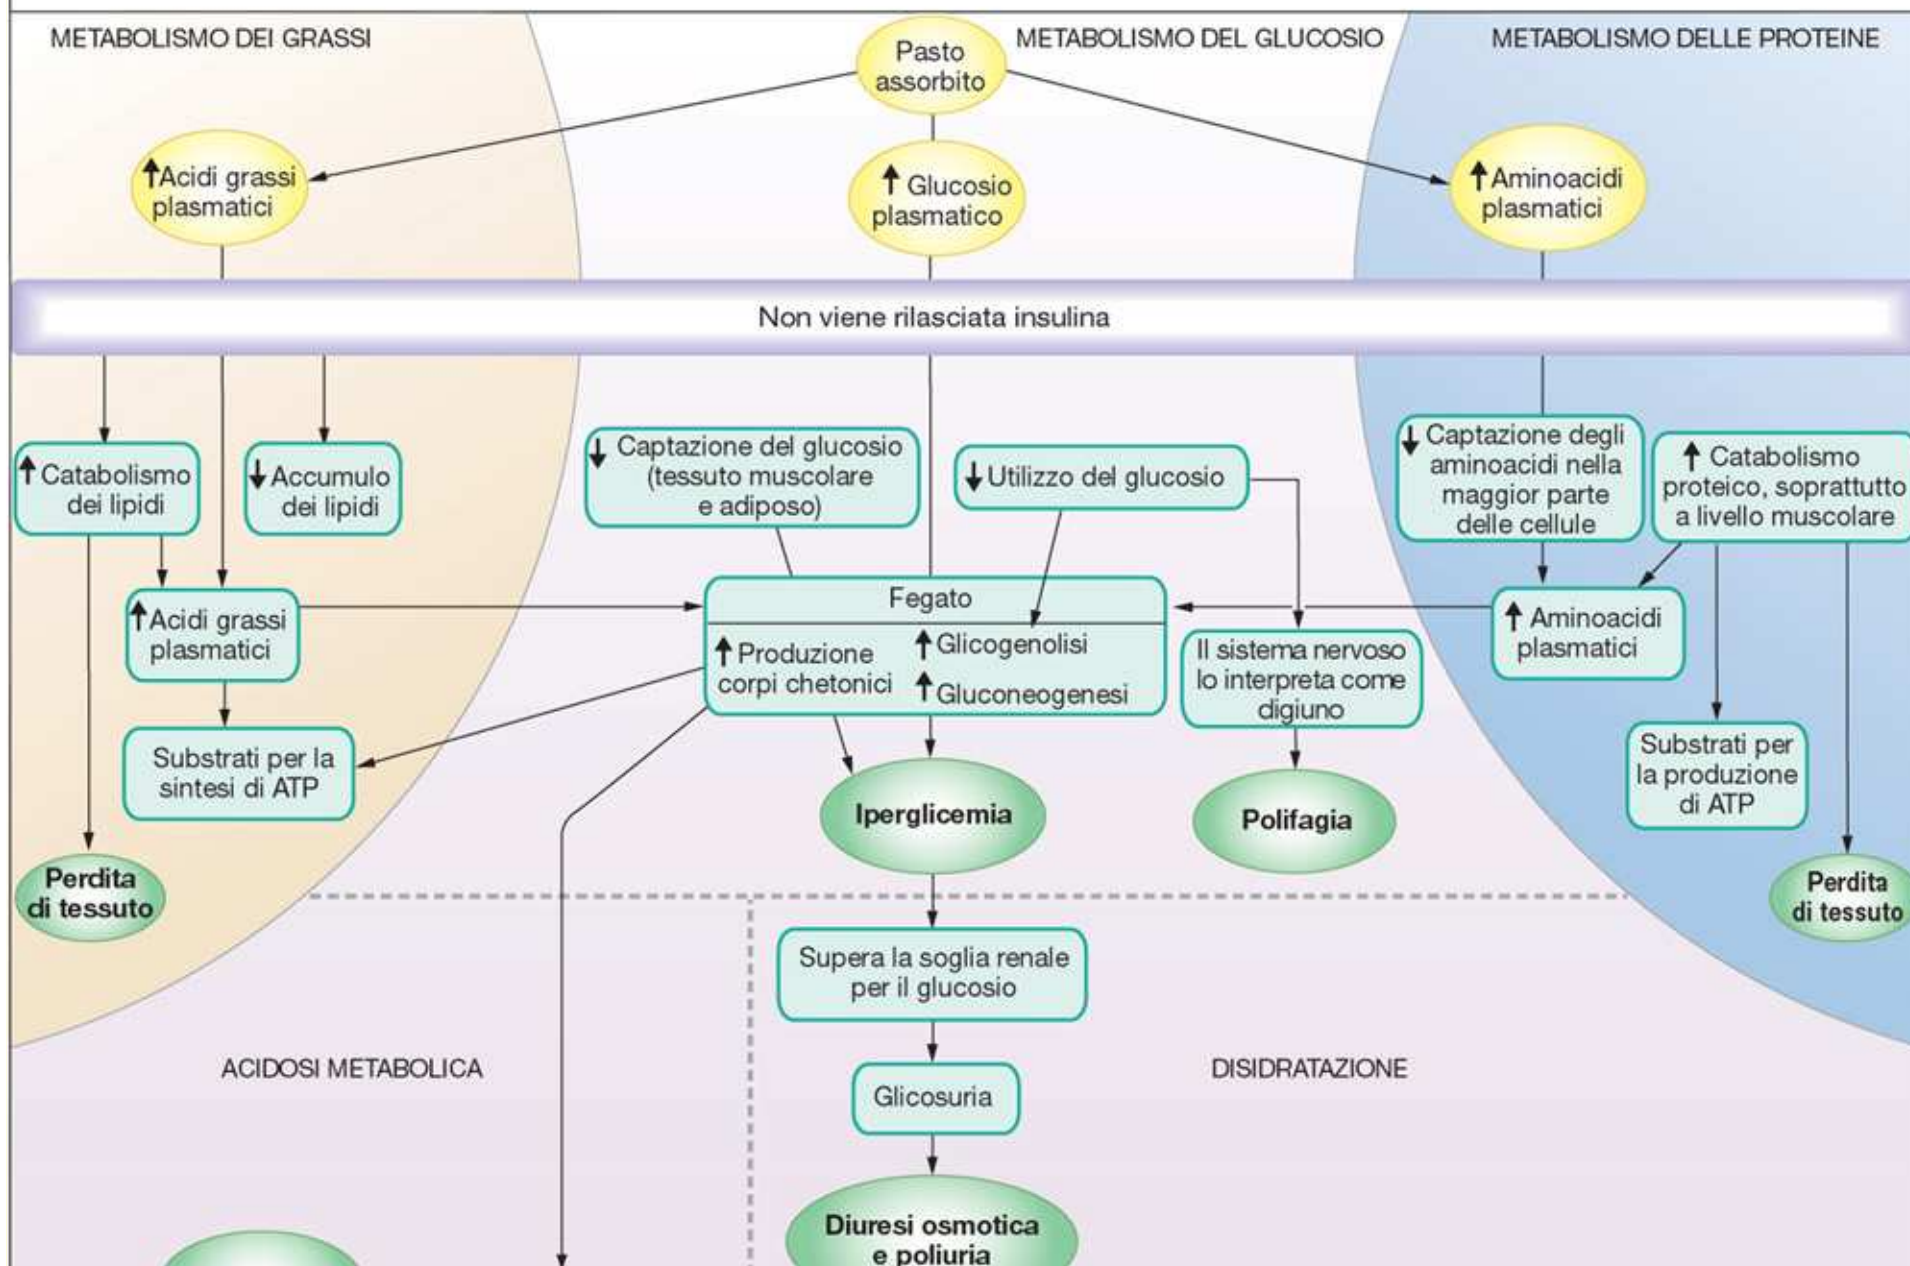 METABOLISMO DEI GRASSI
METABOLISMO DEL GLUCOSIO
METABOLISMO DELLE PROTEINE
Pasto
assorbito
↑Acidi grassi
plasmatici
↑ Glucosio
plasmatico
↑Aminoacidi
plasmatici
Non viene rilasciata insulina
↑Catabolismo
dei lipidi
↓Accumulo
dei lipidi
↓ Captazione del glucosio
(tessuto muscolare
e adiposo)
↓Utilizzo del glucosio
↓ Captazione degli
aminoacidi nella
maggior parte
delle cellule
↑ Catabolismo
proteico, soprattutto
a livello muscolare
↑Acidi grassi
plasmatici
Fegato
↑Produzione
corpi chetonici
↑Glicogenolisi
↑Gluconeogenesi
Il sistema nervoso
lo interpreta come
digiuno
↑ Aminoacidi
plasmatici
Substrati per la
sintesi di ATP
Iperglicemia
Polifagia
Substrati per
la produzione
di ATP
Perdita
di tessuto
Perdita
di tessuto
Supera la soglia renale
per il glucosio
ACIDOSI METABOLICA
DISIDRATAZIONE
Glicosuria
Diuresi osmotica
e poliuria